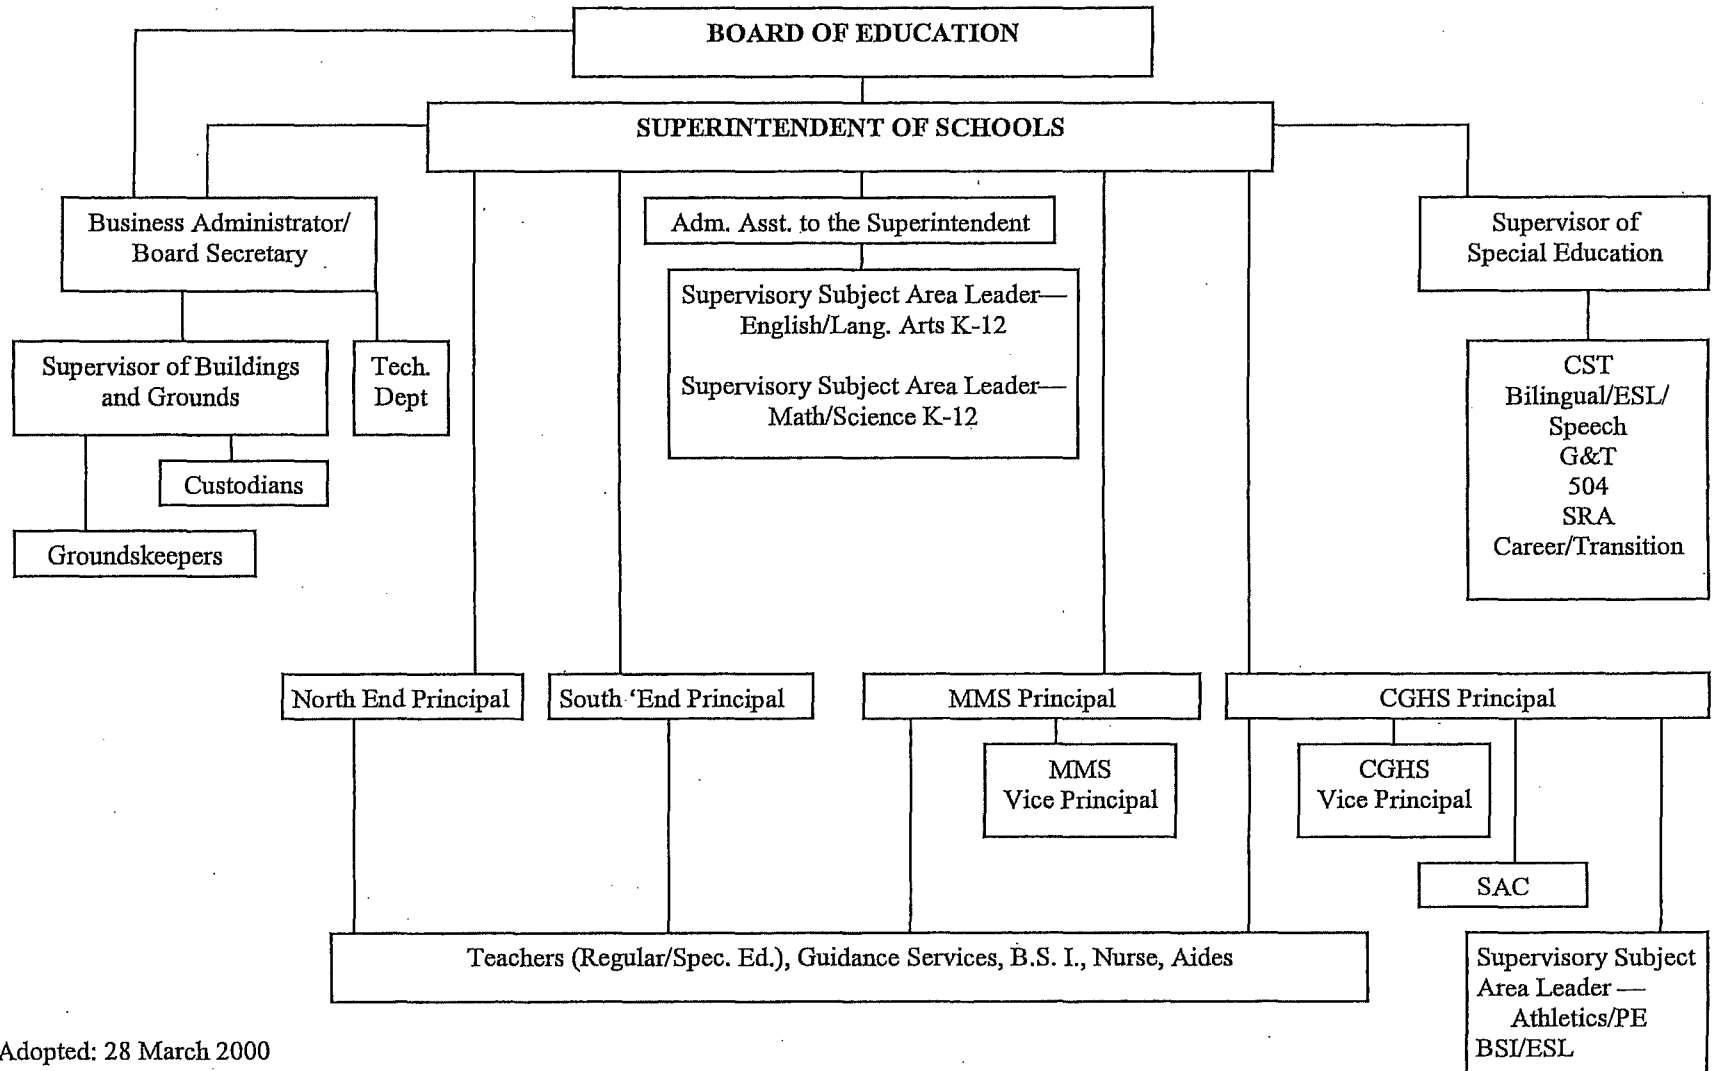 BOARD OF EDUCATION
SUPERINTENDENT OF SCHOOLS
Business Administrator/
Board Secretary
Adm. Asst. to the Superintendent
Supervisor of
Special Education
Supervisory Subject Area Leader—
English/Lang. Arts K-12
Supervisory Subject Area Leader—
Math/Science K-12
Supervisor of Buildings
and Grounds
Tech.
Dept
CST
Bilingual/ESL/
Speech
G&T
504
SRA
Career/Transition
Custodians
Groundskeepers
North End Principal
South 'End Principal
MMS Principal
CGHS Principal
MMS
Vice Principal
CGHS
Vice Principal
SAC
Teachers (Regular/Spec. Ed.), Guidance Services, B.S. I., Nurse, Aides
Supervisory Subject
Area Leader —
Athletics/PE
BSI/ESL
Adopted: 28 March 2000